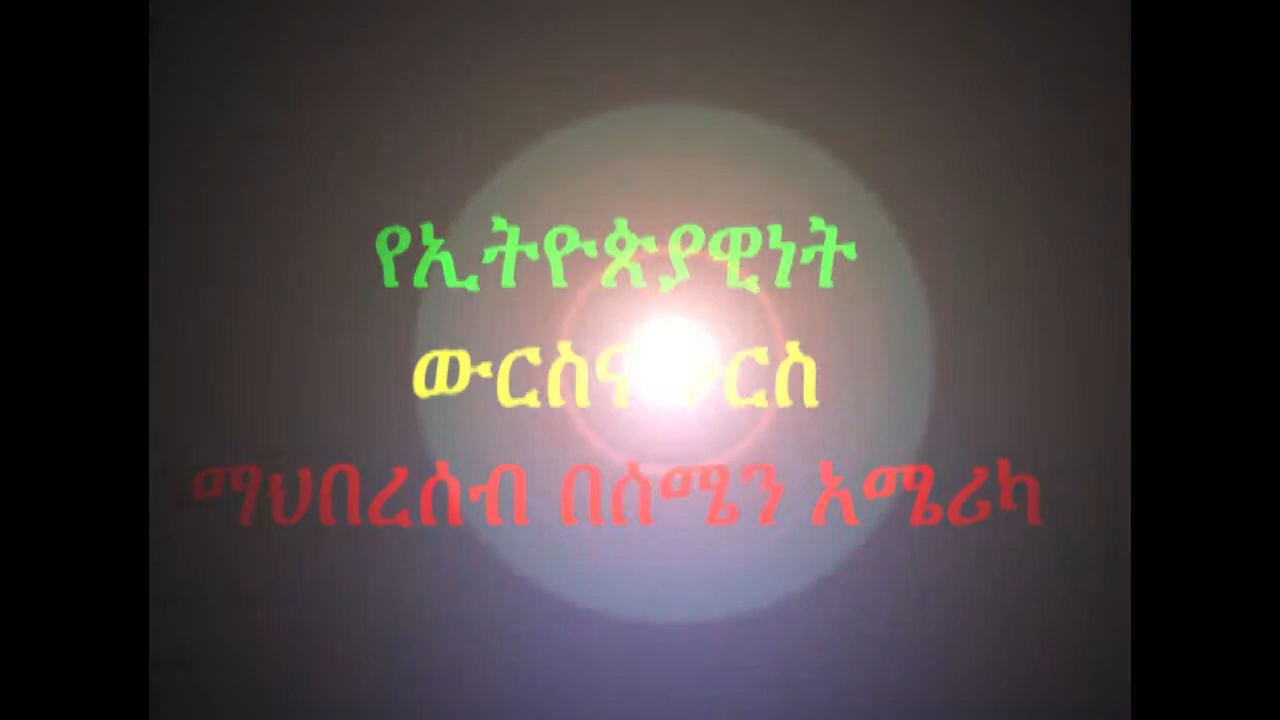 የኢትዮጵያዊነት
ውርስና
ማህበረሰብ በሰሜን አሜሪካ